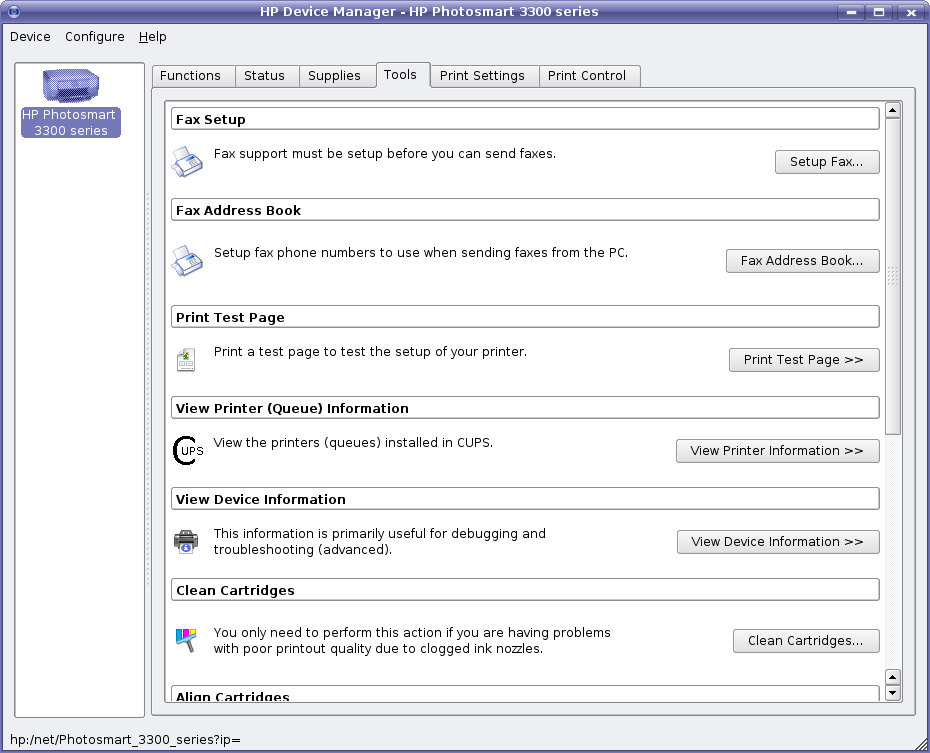 HP Device Manager - HP Photosmart 3300 series
Device Configure Help
HP Photosmart
3300 series
Functions Status Supplies Tools Print Settings Print Control
Fax Setup
Fax support must be setup before you can send faxes.
Setup Fax...
Fax Address Book
Setup fax phone numbers to use when sending faxes from the PC.
Fax Address Book...
Print Test Page
Print a test page to test the setup of your printer.
Print Test Page >>
View Printer (Queue) Information
CUPS
View the printers (queues) installed in CUPS.
View Printer Information >>
View Device Information
This information is primarily useful for debugging and
troubleshooting (advanced).
View Device Information >>
Clean Cartridges
You only need to perform this action if you are having problems
with poor printout quality due to clogged ink nozzles.
Clean Cartridges...
Align Cartridges
hp:/net/Photosmart_3300_series?ip=